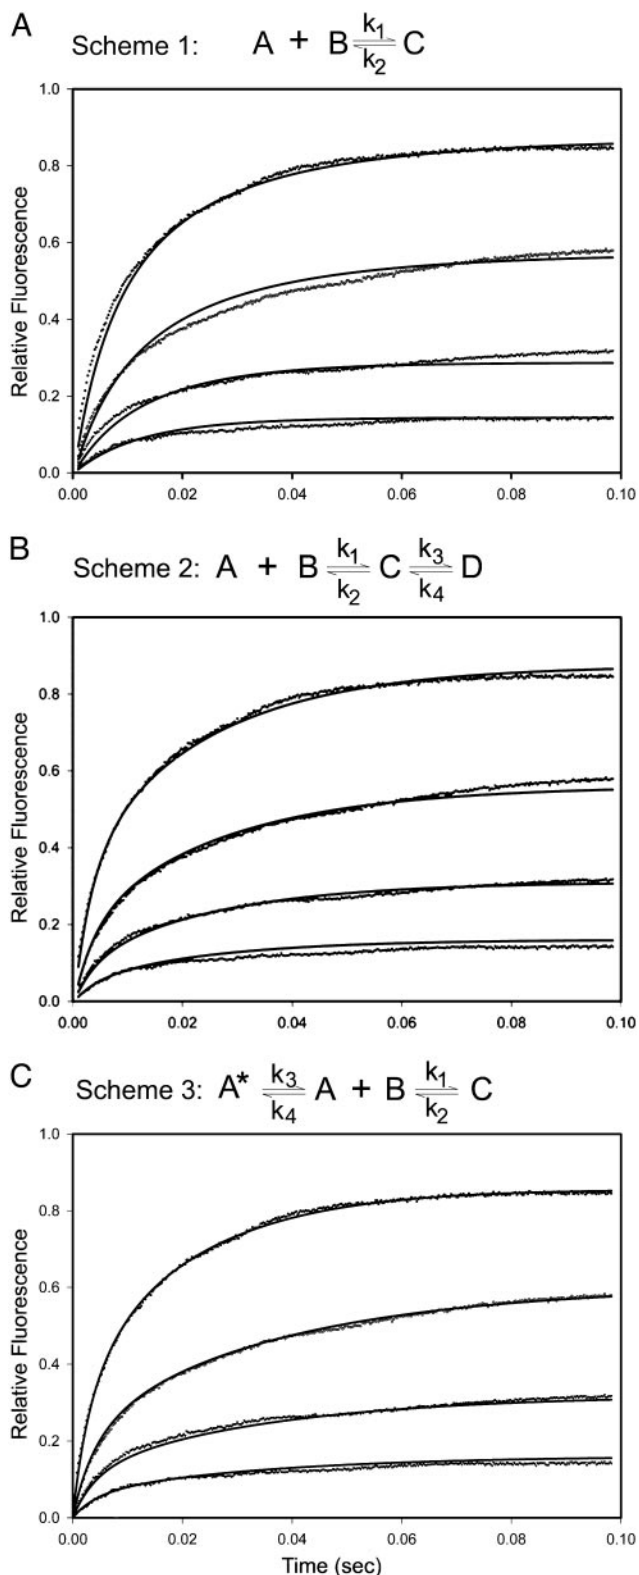 A
Scheme 1: A + B k1 ⇌ k2 C
Relative Fluorescence
1.0
0.8
0.6
0.4
0.2
0.0
0.00 0.02 0.04 0.06 0.08 0.10
B
Scheme 2: A + B k1 ⇌ k2 C k3 ⇌ k4 D
Relative Fluorescence
1.0
0.8
0.6
0.4
0.2
0.0
0.00 0.02 0.04 0.06 0.08 0.10
C
Scheme 3: A* k3 ⇌ k4 A + B k1 ⇌ k2 C
Relative Fluorescence
1.0
0.8
0.6
0.4
0.2
0.0
0.00 0.02 0.04 0.06 0.08 0.10
Time (sec)